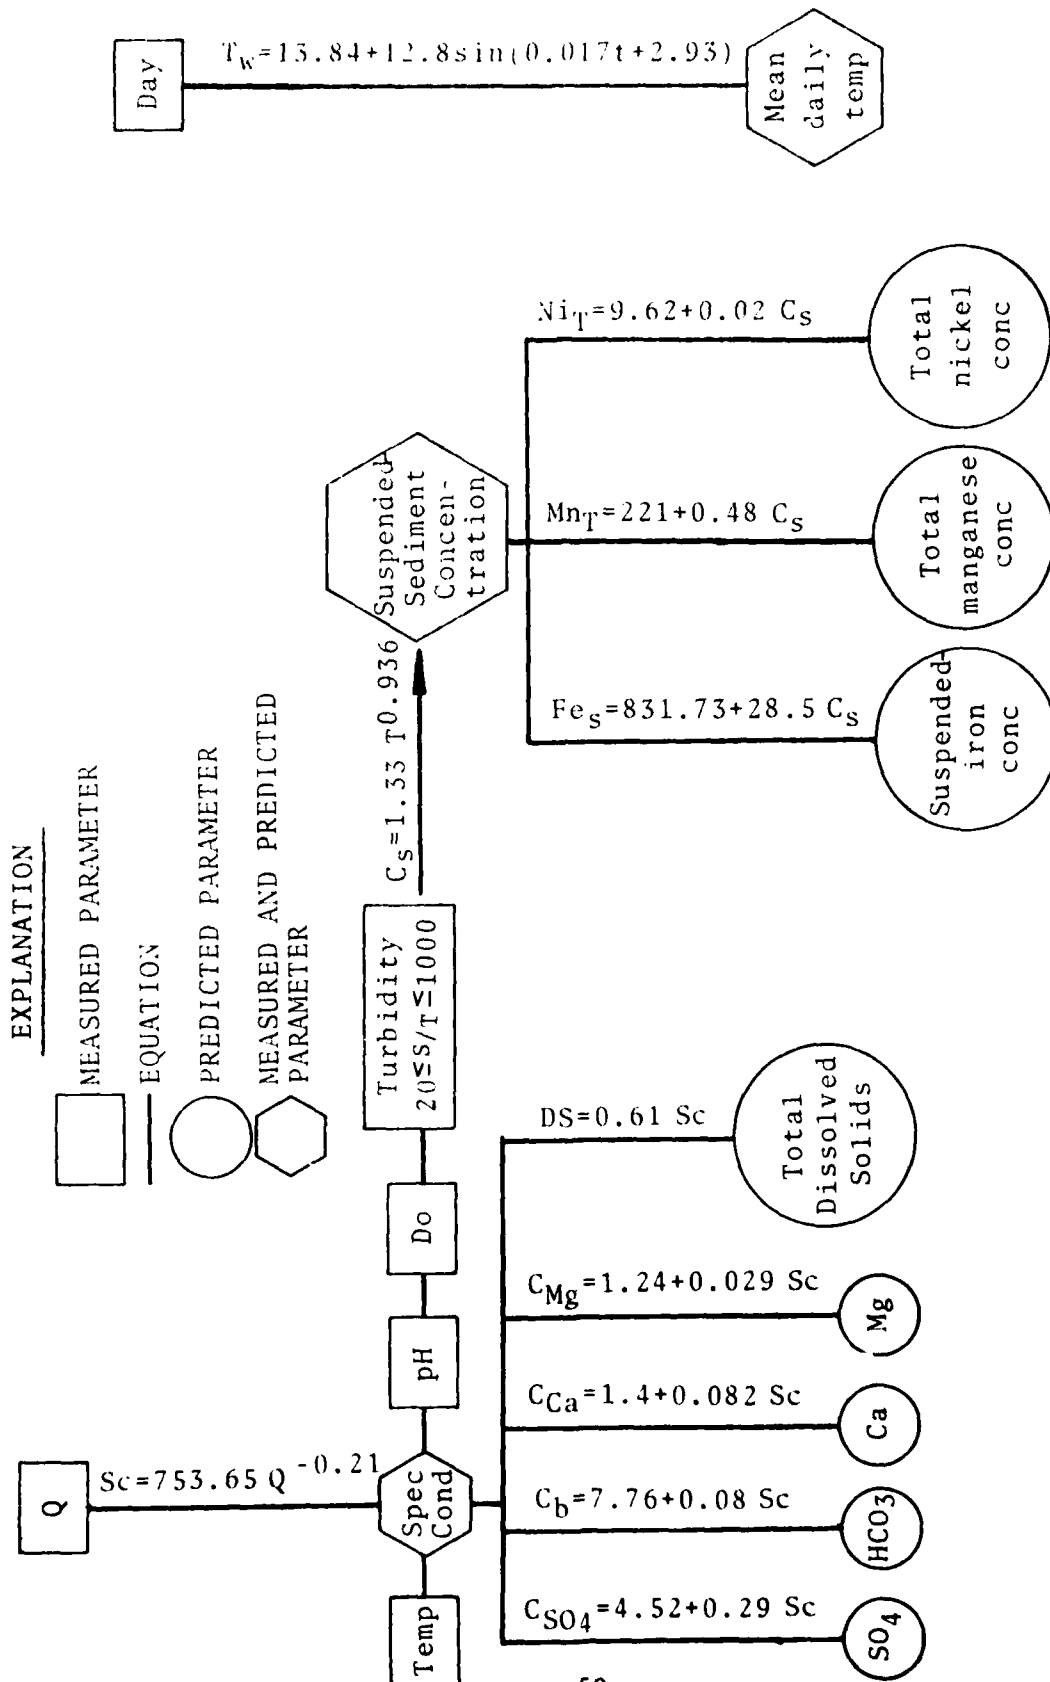 EXPLANATION
MEASURED PARAMETER
EQUATION
PREDICTED PARAMETER
MEASURED AND PREDICTED
PARAMETER
Day
T_w=13.84+12.8sin(0.017t+2.93)
Mean
daily
temp
Q
Sc=753.65 Q^-0.21
Temp
Spec
Cond
pH
Do
Turbidity
20≤S/T≤1000
C_s=1.33 T^0.936
Suspended-
Sediment
Concen-
tration
C_SO4=4.52+0.29 Sc
SO4
C_b=7.76+0.08 Sc
HCO3
C_Ca=1.4+0.082 Sc
Ca
C_Mg=1.24+0.029 Sc
Mg
DS=0.61 Sc
Total
Dissolved
Solids
Fe_s=831.73+28.5 C_s
Suspended-
iron
conc
Mn_T=221+0.48 C_s
Total
manganese
conc
Ni_T=9.62+0.02 C_s
Total
nickel
conc